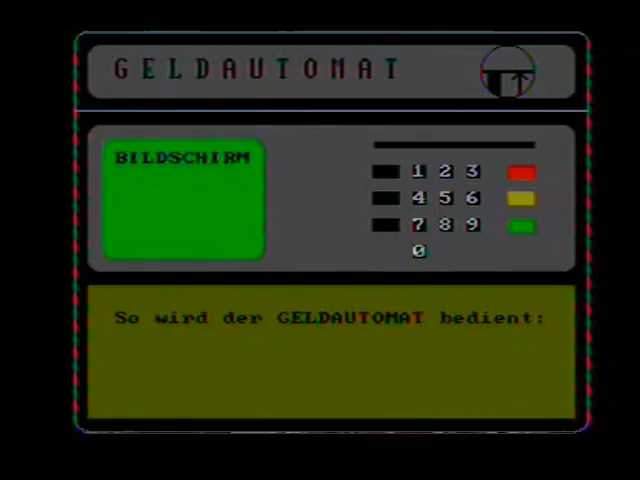 GELDAUTOMAT
BILDSCHIRM
1 2 3
4 5 6
7 8 9
0
So wird der GELDAUTOMAT bedient: